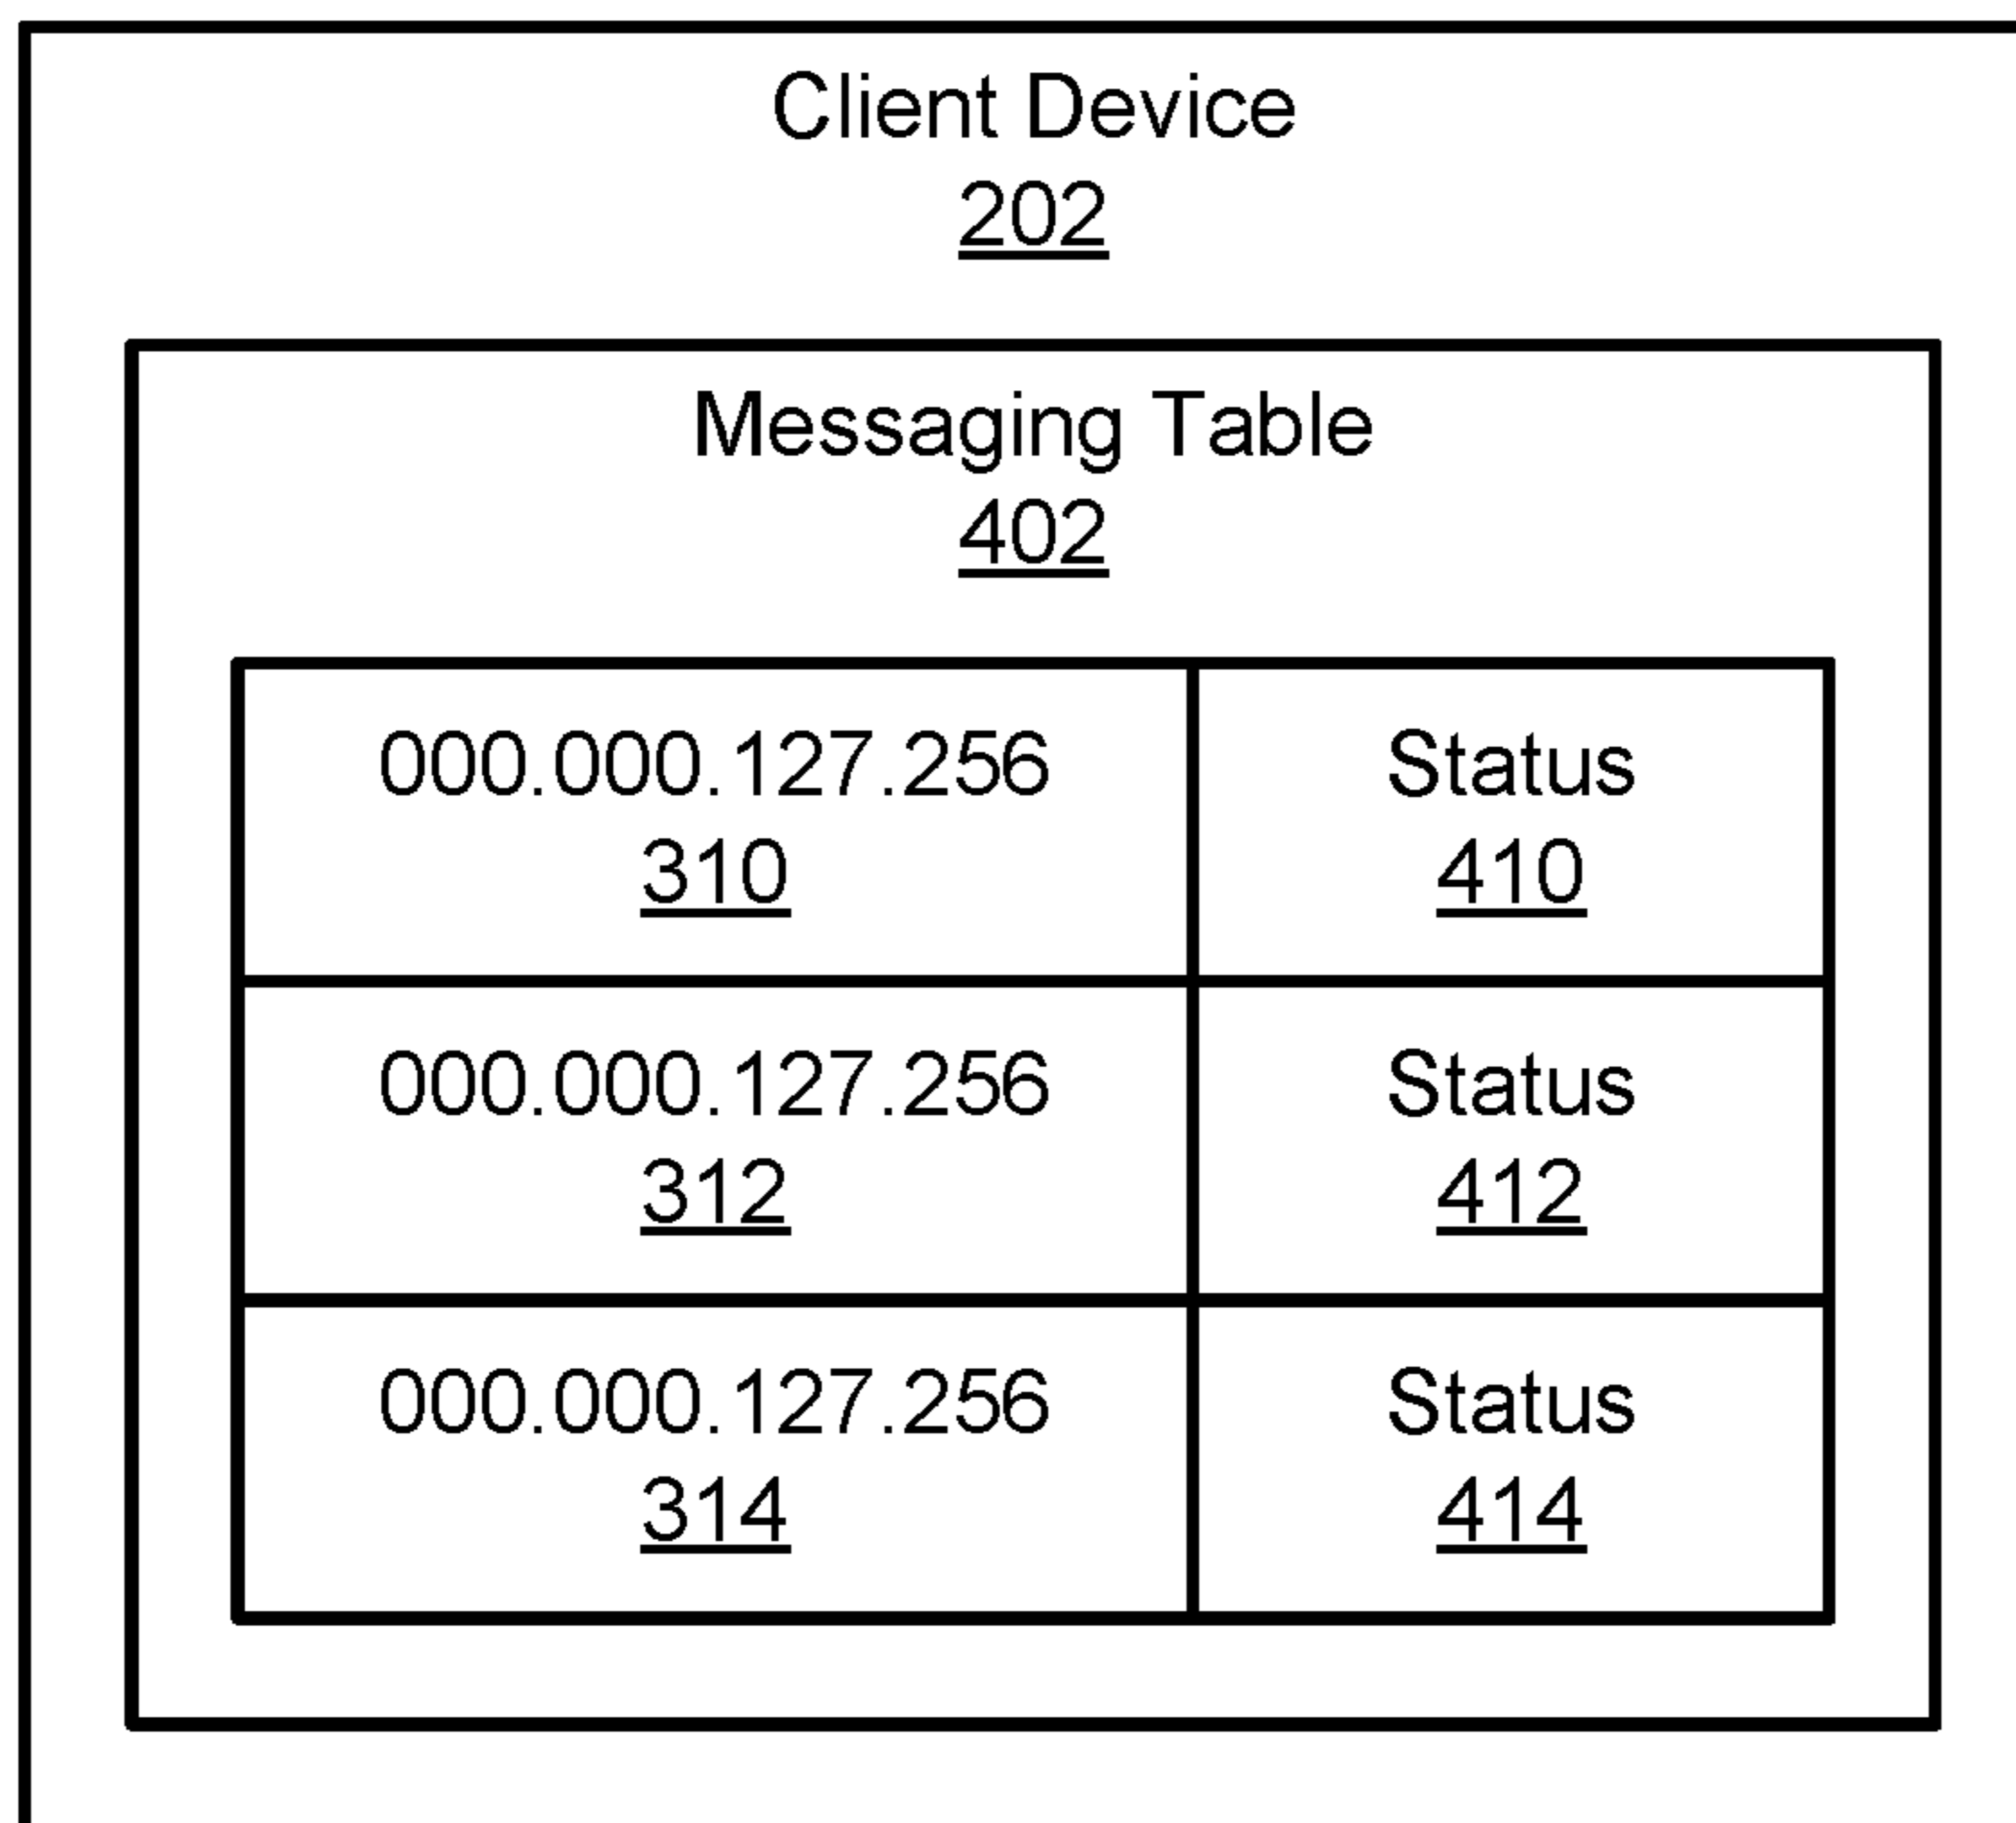 Client Device
202
Messaging Table
402
000.000.127.256
310
Status
410
000.000.127.256
312
Status
412
000.000.127.256
314
Status
414